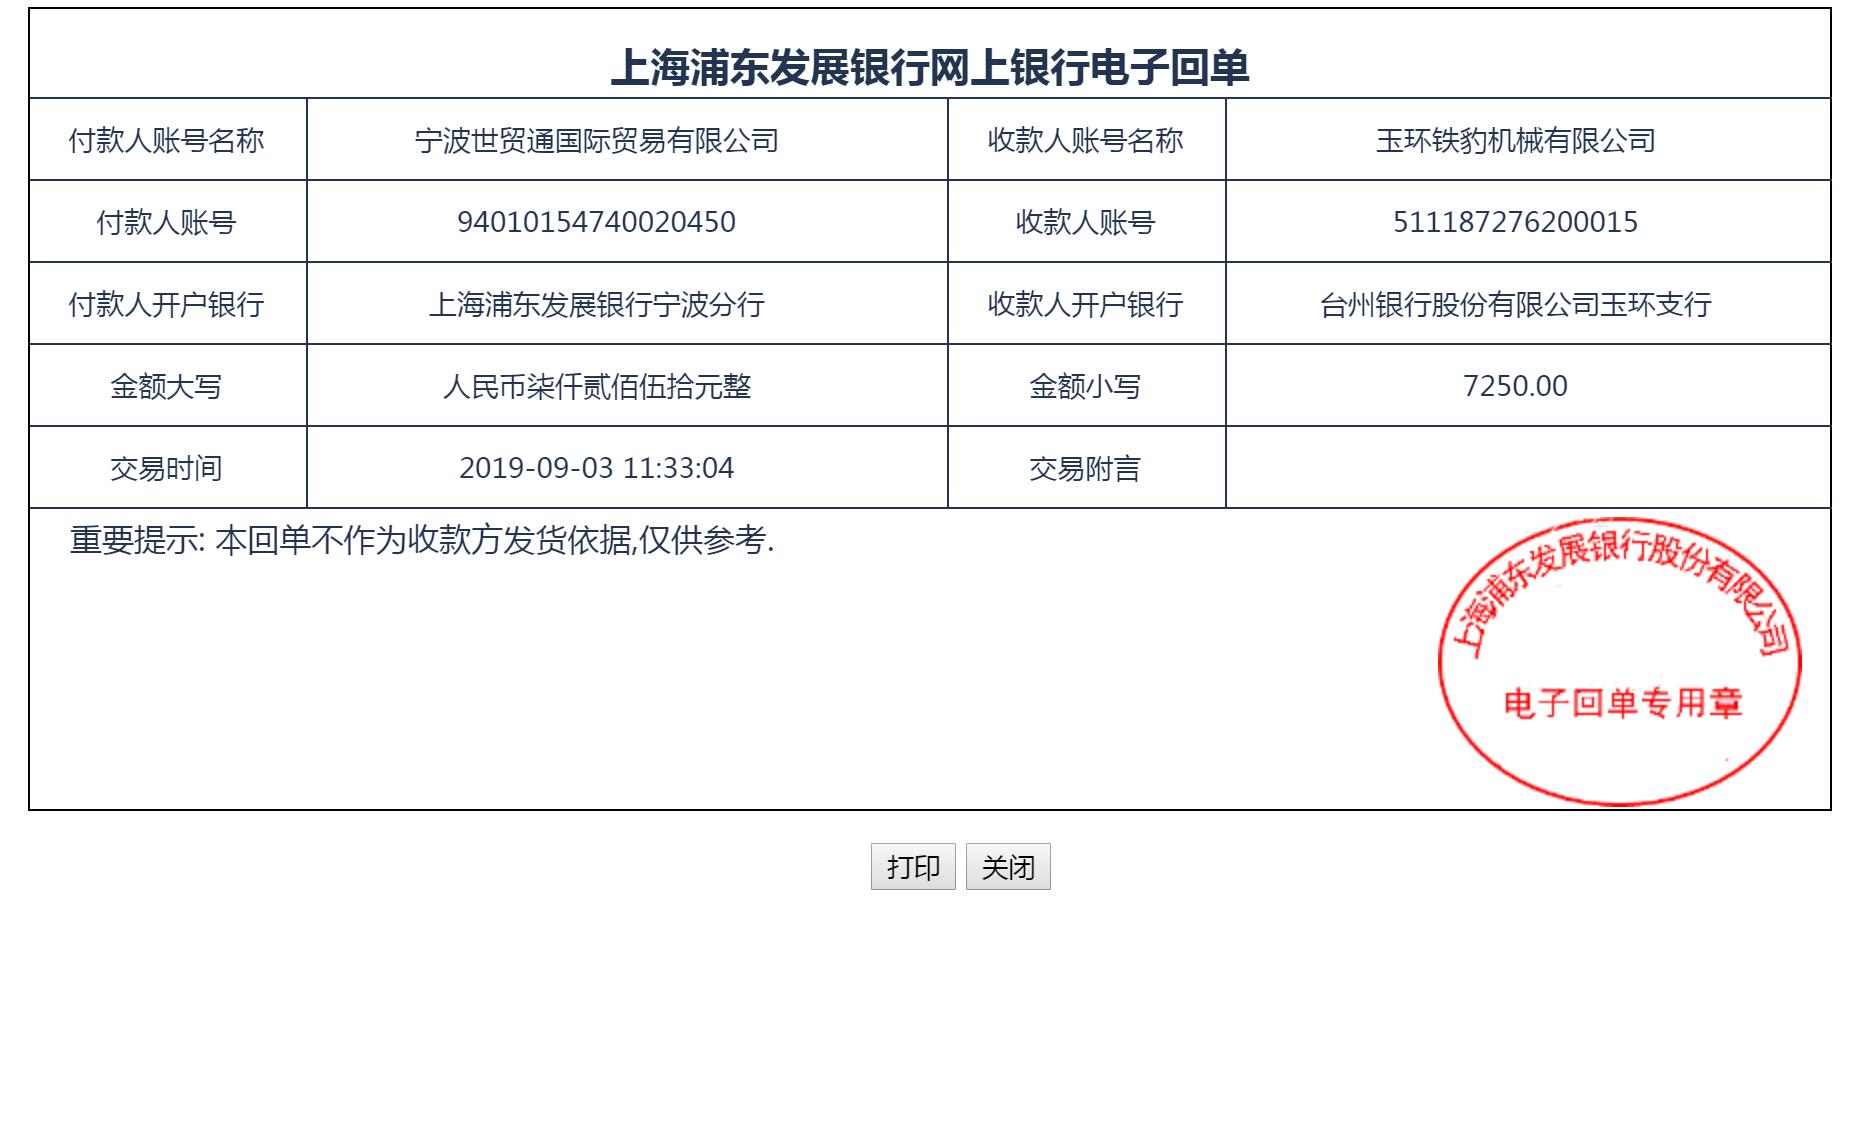 上海浦东发展银行网上银行电子回单
付款人账号名称 宁波世贸通国际贸易有限公司 收款人账号名称 玉环铁豹机械有限公司
付款人账号 94010154740020450 收款人账号 511187276200015
付款人开户银行 上海浦东发展银行宁波分行 收款人开户银行 台州银行股份有限公司玉环支行
金额大写 人民币柒仟贰佰伍拾元整 金额小写 7250.00
交易时间 2019-09-03 11:33:04 交易附言
重要提示: 本回单不作为收款方发货依据,仅供参考.
上海浦东发展银行股份有限公司
电子回单专用章
打印 关闭